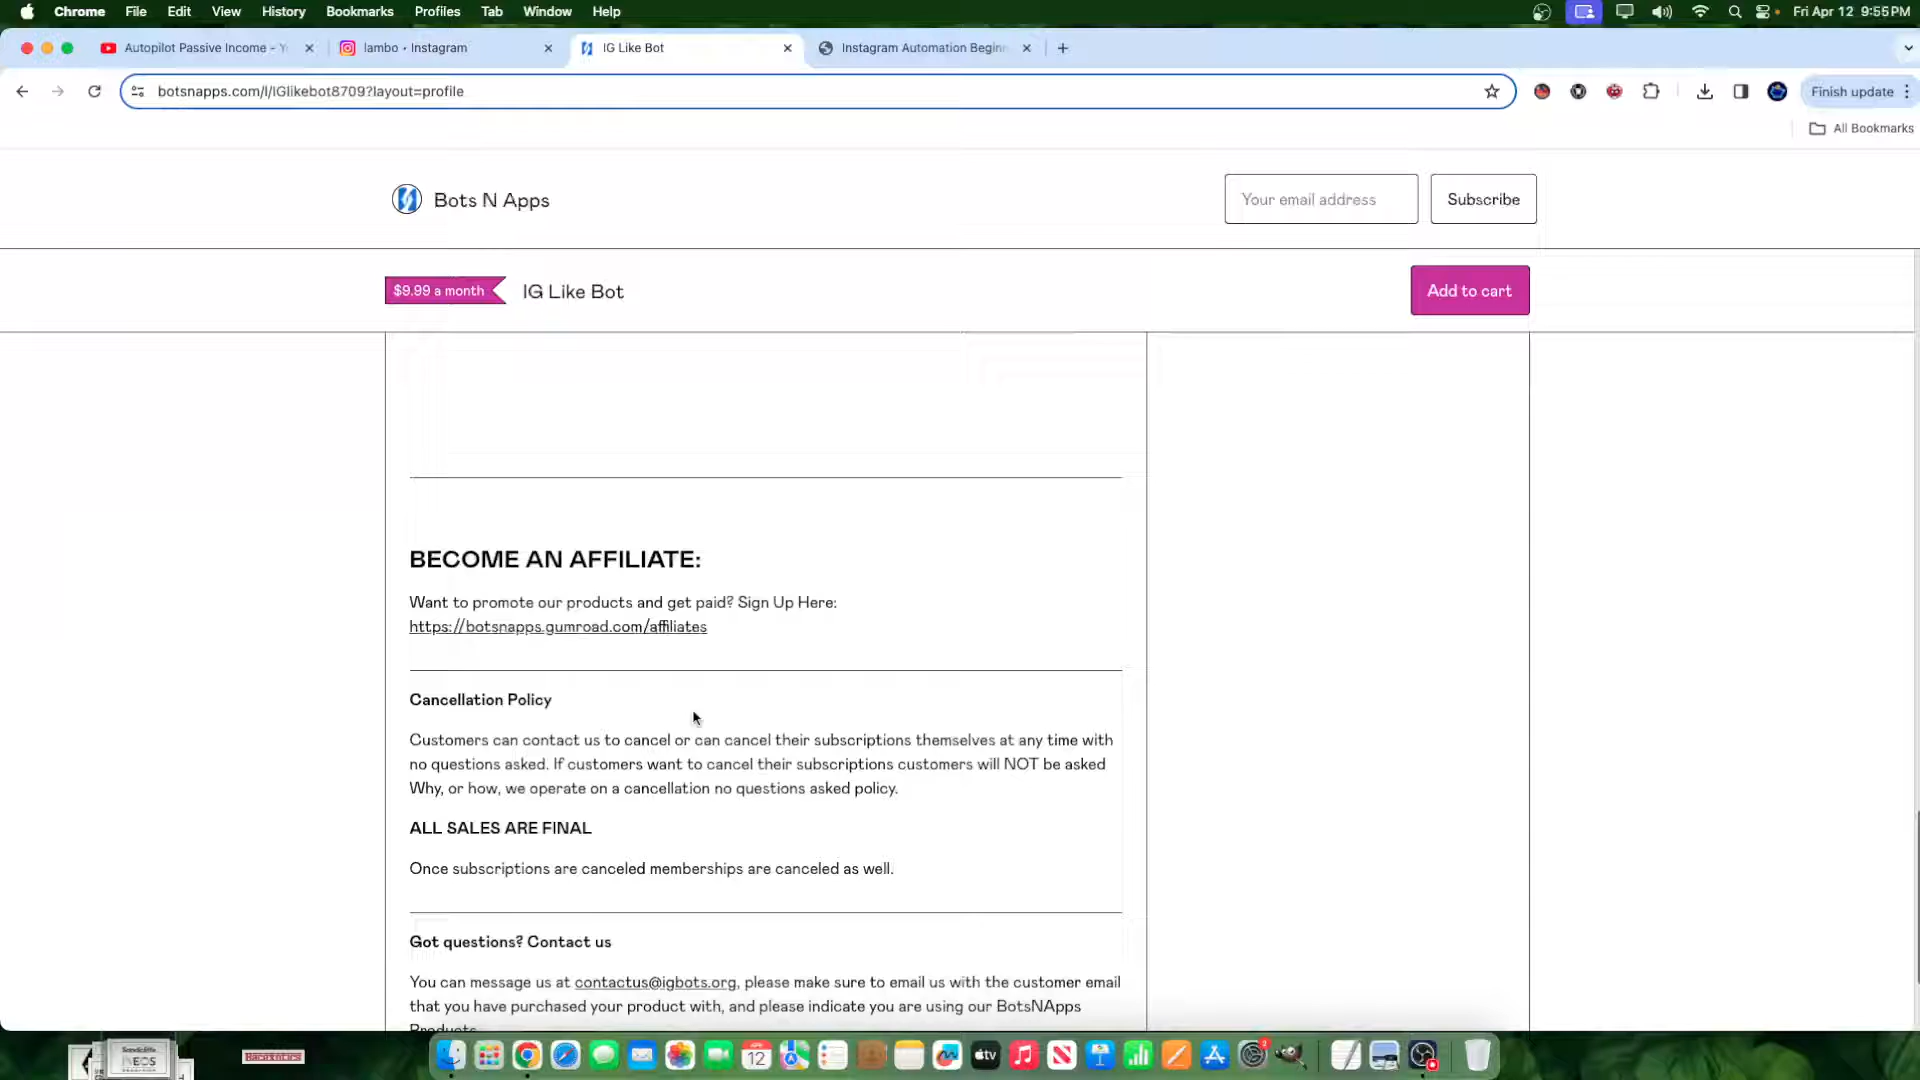 Chrome File Edit View History Bookmarks Profiles Tab Window Help Fri Apr 12 9:55 PM
Autopilot Passive Income - Y lambo • Instagram IG Like Bot Instagram Automation Begin
botsnapps.com/l/IGlikebot8709?layout=profile Finish update
All Bookmarks
Bots N Apps Your email address Subscribe
$9.99 a month IG Like Bot Add to cart
BECOME AN AFFILIATE:
Want to promote our products and get paid? Sign Up Here:
https://botsnapps.gumroad.com/affiliates
Cancellation Policy
Customers can contact us to cancel or can cancel their subscriptions themselves at any time with
no questions asked. If customers want to cancel their subscriptions customers will NOT be asked
Why, or how, we operate on a cancellation no questions asked policy.
ALL SALES ARE FINAL
Once subscriptions are canceled memberships are canceled as well.
Got questions? Contact us
You can message us at contactus@igbots.org, please make sure to email us with the customer email
that you have purchased your product with, and please indicate you are using our BotsNApps
Products
NEOS
12
tv
2